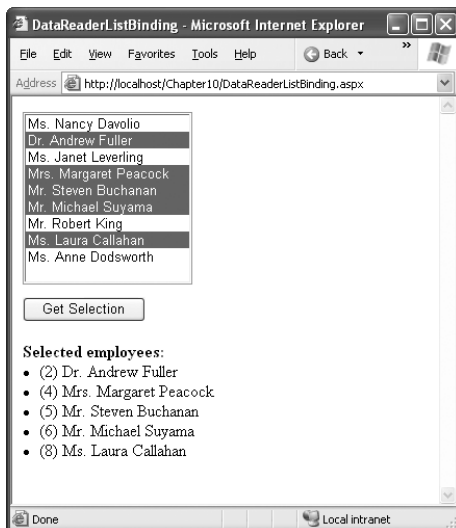 DataReaderListBinding - Microsoft Internet Explorer
File Edit View Favorites Tools Help Back »
Address http://localhost/Chapter10/DataReaderListBinding.aspx
Ms. Nancy Davolio
Dr. Andrew Fuller
Ms. Janet Leverling
Mrs. Margaret Peacock
Mr. Steven Buchanan
Mr. Michael Suyama
Mr. Robert King
Ms. Laura Callahan
Ms. Anne Dodsworth
Get Selection
Selected employees:
• (2) Dr. Andrew Fuller
• (4) Mrs. Margaret Peacock
• (5) Mr. Steven Buchanan
• (6) Mr. Michael Suyama
• (8) Ms. Laura Callahan
Done Local intranet